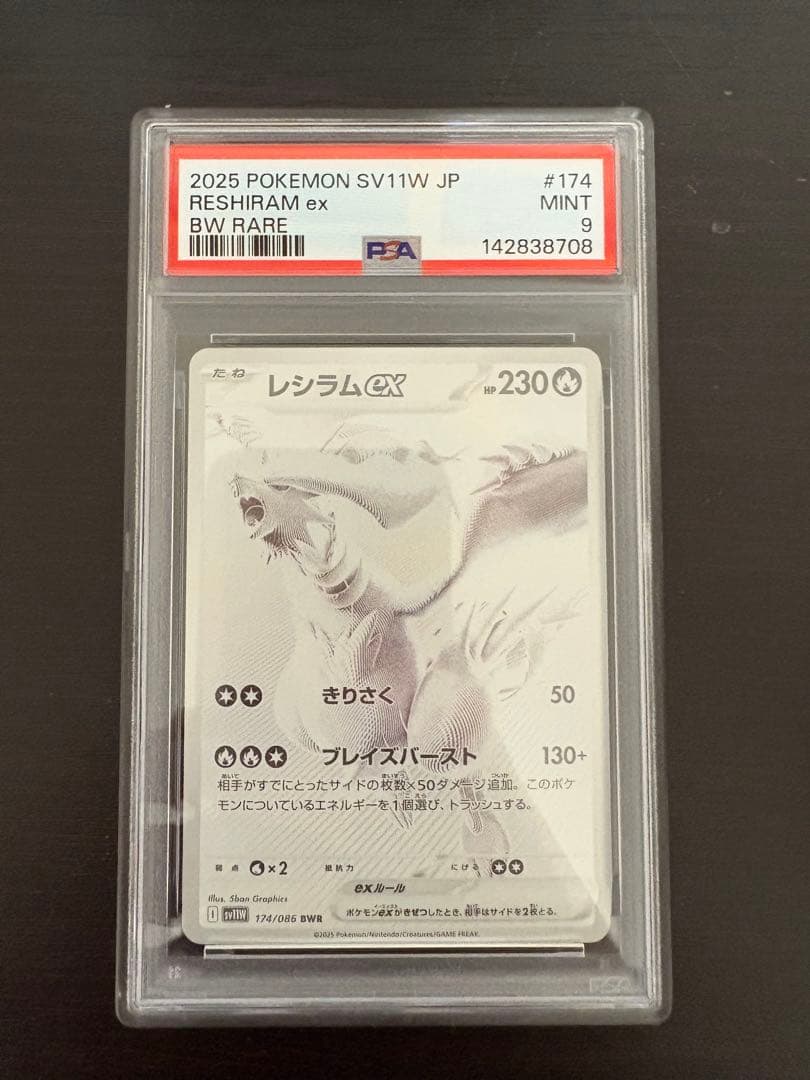 2025 POKEMON SV11W JP #174
RESHIRAM ex MINT
BW RARE 9
PSA 142838708
たね レシラムex HP230
きりさく 50
ブレイズバースト 130+
相手がすでにとったサイドの枚数×50ダメージ追加。このポケ
モンについているエネルギーを1個選び、トラッシュする。
弱点 ×2 抵抗力 にげる
exルール
ポケモンexがきぜつしたとき、相手はサイドを2枚とる。
Illus. 5ban Graphics
I sv11W 174/086 BWR
©2025 Pokémon/Nintendo/Creatures/GAME FREAK.